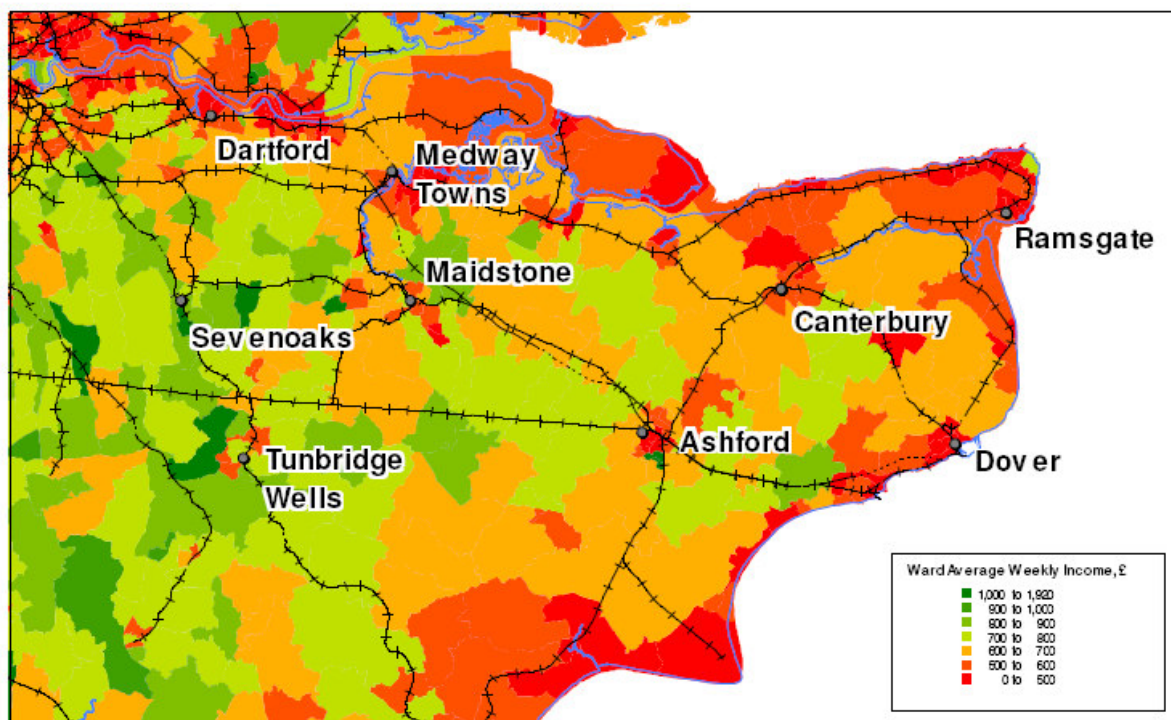 Dartford
Medway
Towns
Ramsgate
Maidstone
Sevenoaks
Canterbury
Ashford
Tunbridge
Wells
Dover
Ward Average Weekly Income, £
1,000 to 1,920
900 to 1,000
800 to 900
700 to 800
600 to 700
500 to 600
0 to 500